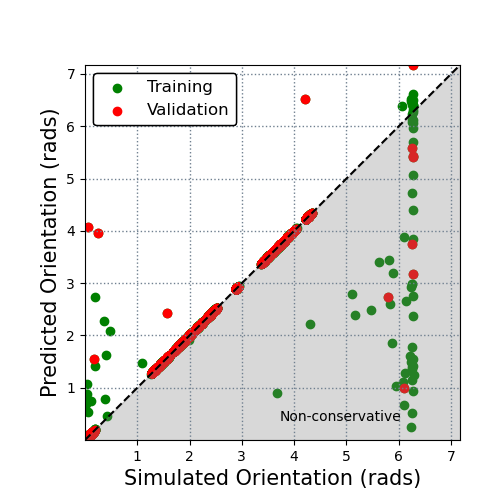 7
6
5
4
3
2
1
Training
Validation
Non-conservative
1
2
3
4
5
6
7
Predicted Orientation (rads)
Simulated Orientation (rads)